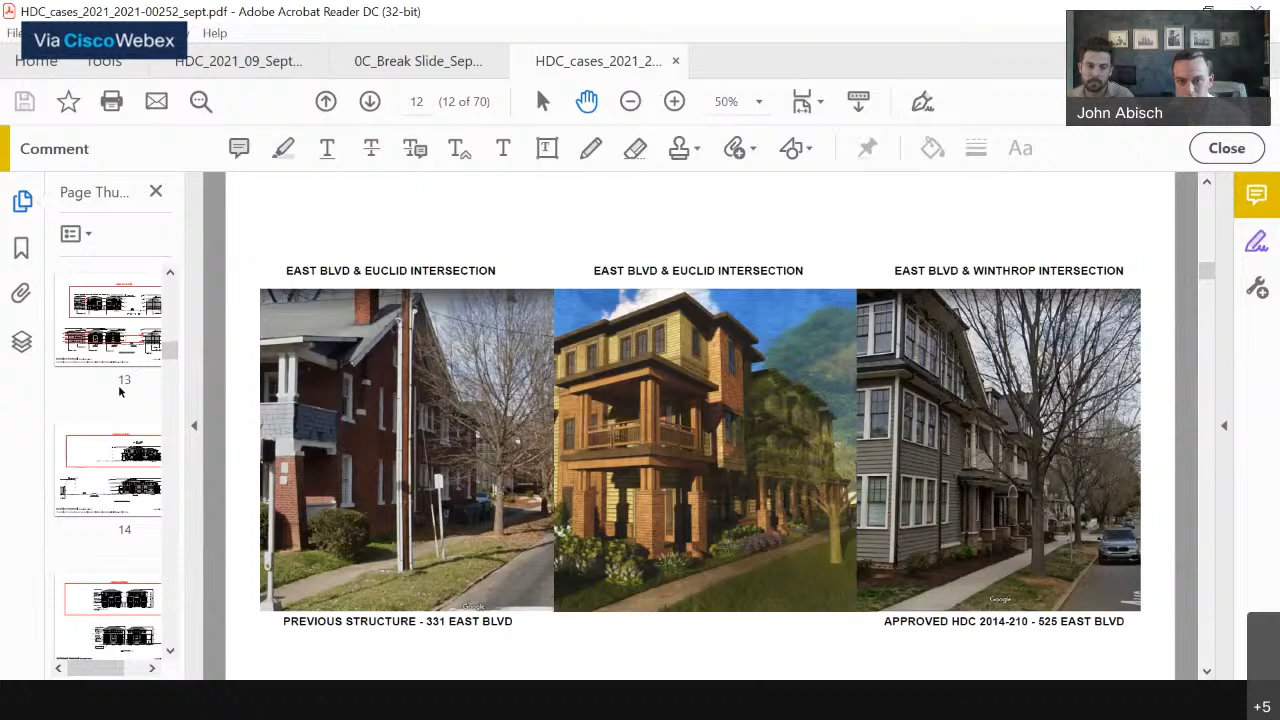 HDC_cases_2021_2021-00252_sept.pdf - Adobe Acrobat Reader DC (32-bit)
Via Cisco Webex
Help
Home
Tools
HDC_2021_09_Sept...
0C_Break Slide_Sep...
HDC_cases_2021_2...
12
(12 of 70)
50%
John Abisch
Comment
Aa
Close
Page Thu...
13
14
EAST BLVD & EUCLID INTERSECTION
EAST BLVD & EUCLID INTERSECTION
EAST BLVD & WINTHROP INTERSECTION
Google
Google
PREVIOUS STRUCTURE - 331 EAST BLVD
APPROVED HDC 2014-210 - 525 EAST BLVD
+5